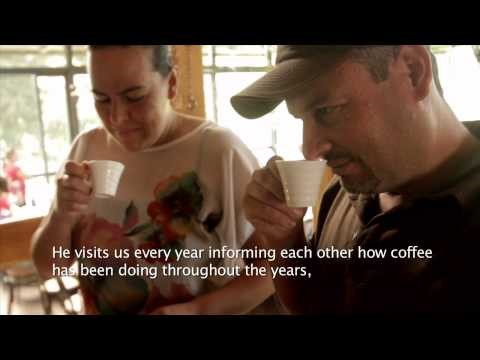 He visits us every year informing each other how coffee
has been doing throughout the years,